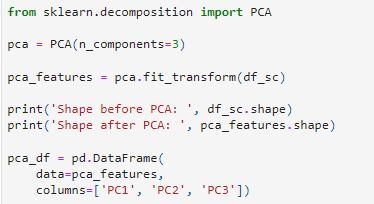 from sklearn.decomposition import PCA
pca = PCA(n_components=3)
pca_features = pca.fit_transform(df_sc)
print('Shape before PCA: ', df_sc.shape)
print('Shape after PCA: ', pca_features.shape)
pca_df = pd.DataFrame(
    data=pca_features,
    columns=['PC1', 'PC2', 'PC3'])